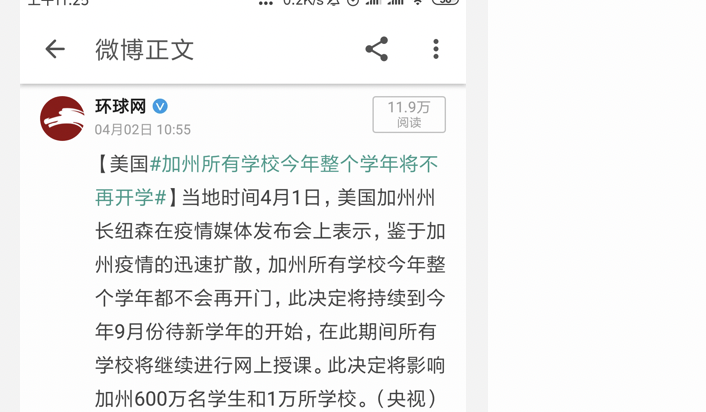 上午11:25
0.2K/s
微博正文
环球网
11.9万
阅读
04月02日 10:55
【美国#加州所有学校今年整个学年将不
再开学#】当地时间4月1日，美国加州州
长纽森在疫情媒体发布会上表示，鉴于加
州疫情的迅速扩散，加州所有学校今年整
个学年都不会再开门，此决定将持续到今
年9月份待新学年的开始，在此期间所有
学校将继续进行网上授课。此决定将影响
加州600万名学生和1万所学校。（央视）